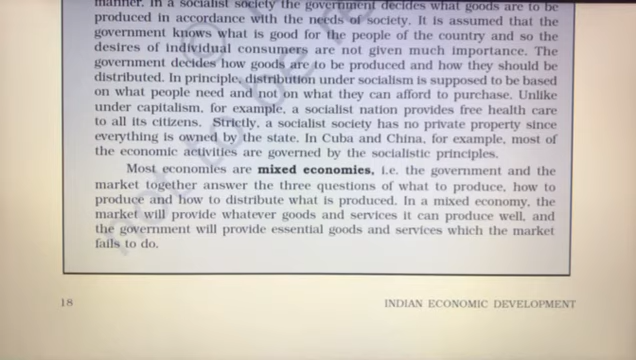 manner. In a socialist society the government decides what goods are to be
produced in accordance with the needs of society. It is assumed that the
government knows what is good for the people of the country and so the
desires of individual consumers are not given much importance. The
government decides how goods are to be produced and how they should be
distributed. In principle, distribution under socialism is supposed to be based
on what people need and not on what they can afford to purchase. Unlike
under capitalism, for example, a socialist nation provides free health care
to all its citizens. Strictly, a socialist society has no private property since
everything is owned by the state. In Cuba and China, for example, most of
the economic activities are governed by the socialistic principles.
Most economies are mixed economies, i.e. the government and the
market together answer the three questions of what to produce, how to
produce and how to distribute what is produced. In a mixed economy, the
market will provide whatever goods and services it can produce well, and
the government will provide essential goods and services which the market
fails to do.
18 INDIAN ECONOMIC DEVELOPMENT